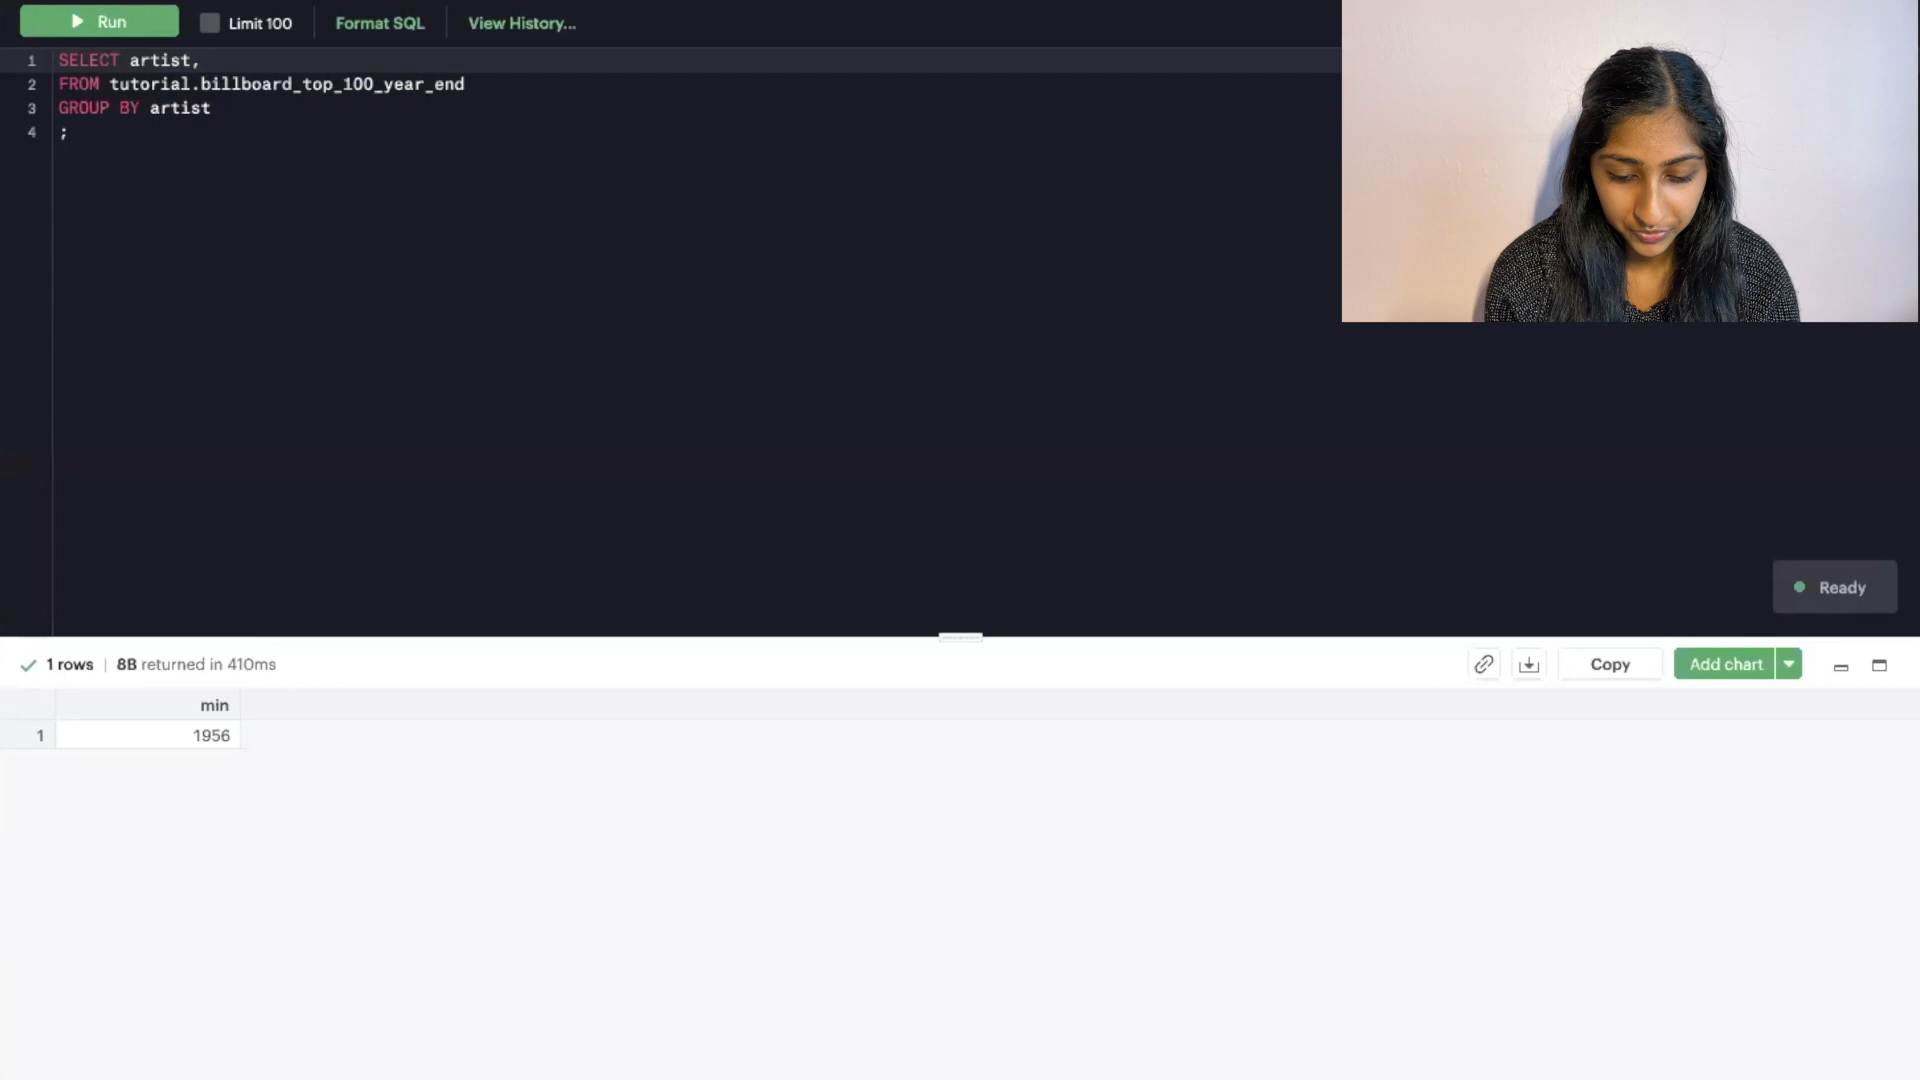 Run Limit 100 Format SQL View History...
1 SELECT artist,
2 FROM tutorial.billboard_top_100_year_end
3 GROUP BY artist
4 ;
Ready
1 rows | 8B returned in 410ms Copy Add chart
min
1 1956